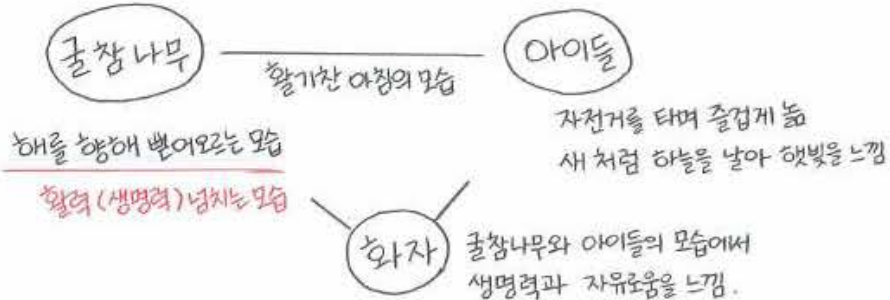 굴참나무
아이들
활기찬 아침의 모습
해를 향해 뻗어오르는 모습
활력(생명력)넘치는 모습
자전거를 타며 즐겁게 놂
새 처럼 하늘을 날아 햇빛을 느낌
화자
굴참나무와 아이들의 모습에서
생명력과 자유로움을 느낌.